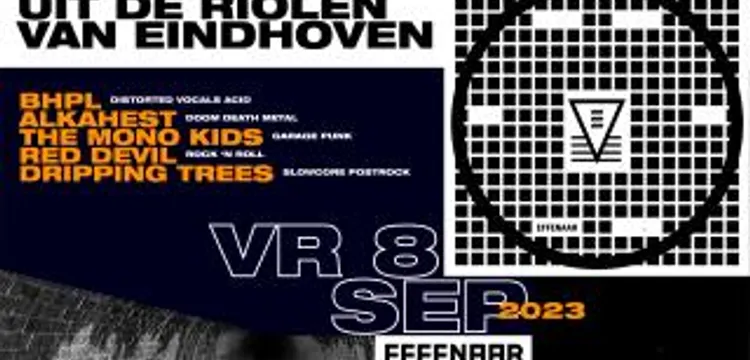 UIT DE RIOLEN
VAN EINDHOVEN
BHPL DISTORTED VOCALS ACID
ALKAHEST DOOM DEATH METAL
THE MONO KIDS GARAGE PUNK
RED DEVIL ROCK 'N ROLL
DRIPPING TREES SLOWCORE POSTROCK
EFFENAAR
VR 8
SEP 2023
EFFENAAR